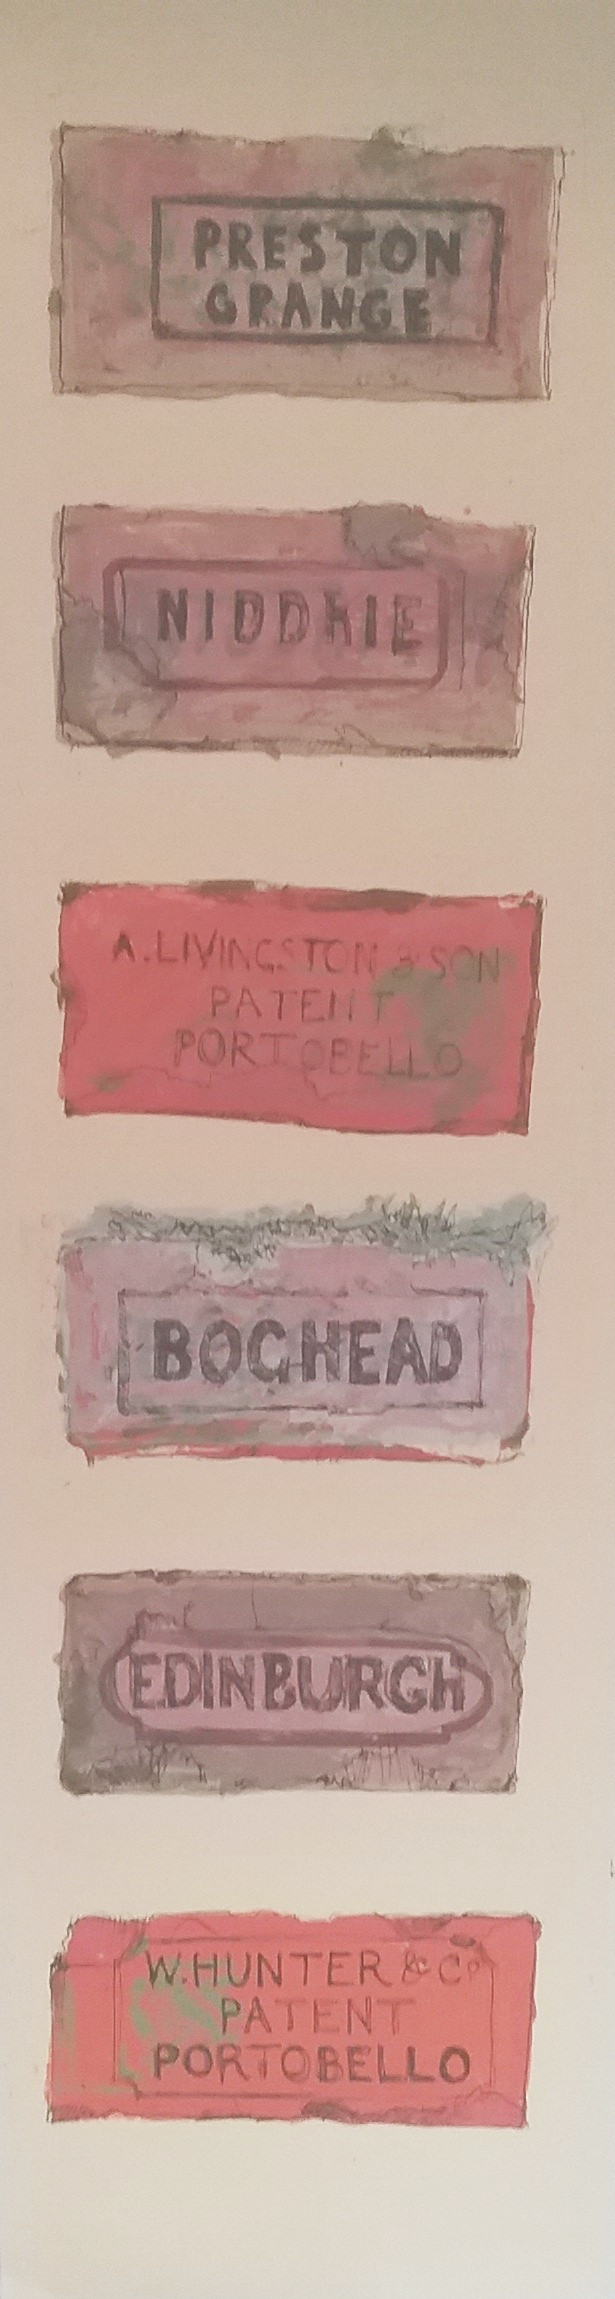 PRESTON
GRANGE
NIDDRIE
A. LIVINGSTON & SON
PATENT
PORTOBELLO
BOGHEAD
EDINBURGH
W. HUNTER & Co
PATENT
PORTOBELLO